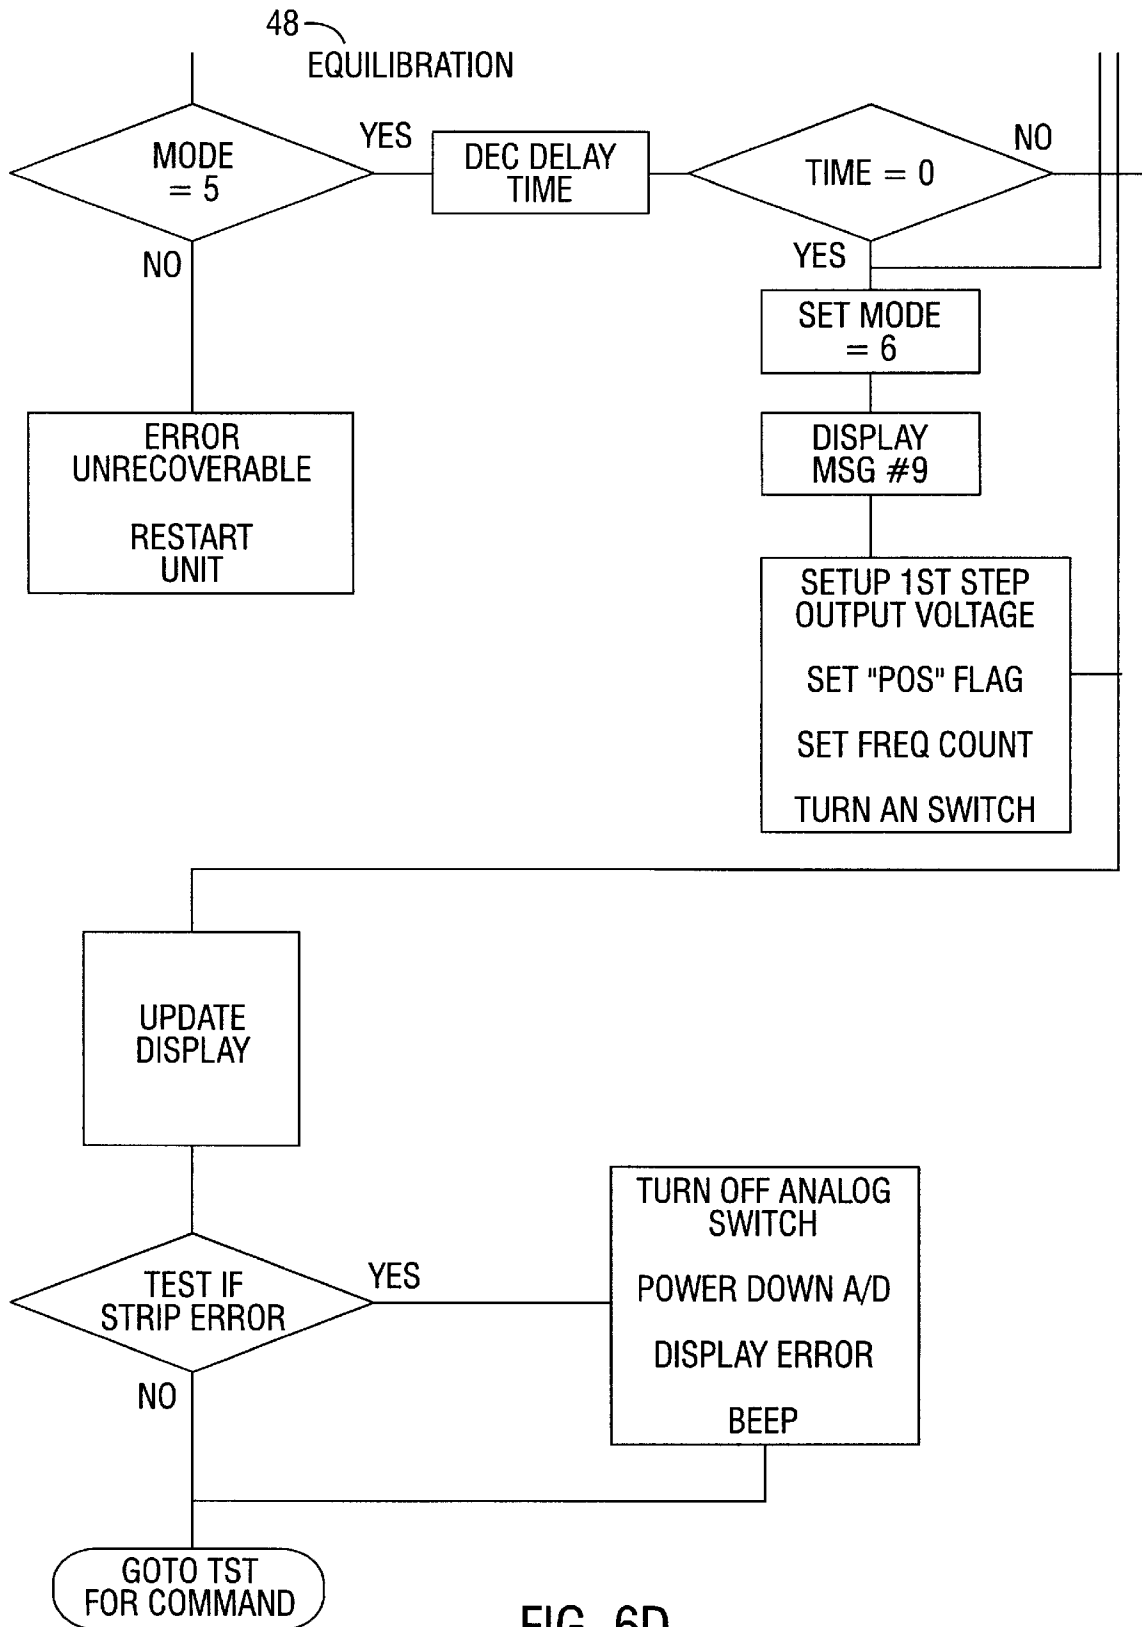 48
EQUILIBRATION
MODE
= 5
YES
DEC DELAY
TIME
TIME = 0
NO
YES
NO
SET MODE
= 6
DISPLAY
MSG #9
ERROR
UNRECOVERABLE
RESTART
UNIT
SETUP 1ST STEP
OUTPUT VOLTAGE
SET "POS" FLAG
SET FREQ COUNT
TURN AN SWITCH
UPDATE
DISPLAY
TEST IF
STRIP ERROR
YES
NO
TURN OFF ANALOG
SWITCH
POWER DOWN A/D
DISPLAY ERROR
BEEP
GOTO TST
FOR COMMAND
FIG. 6D